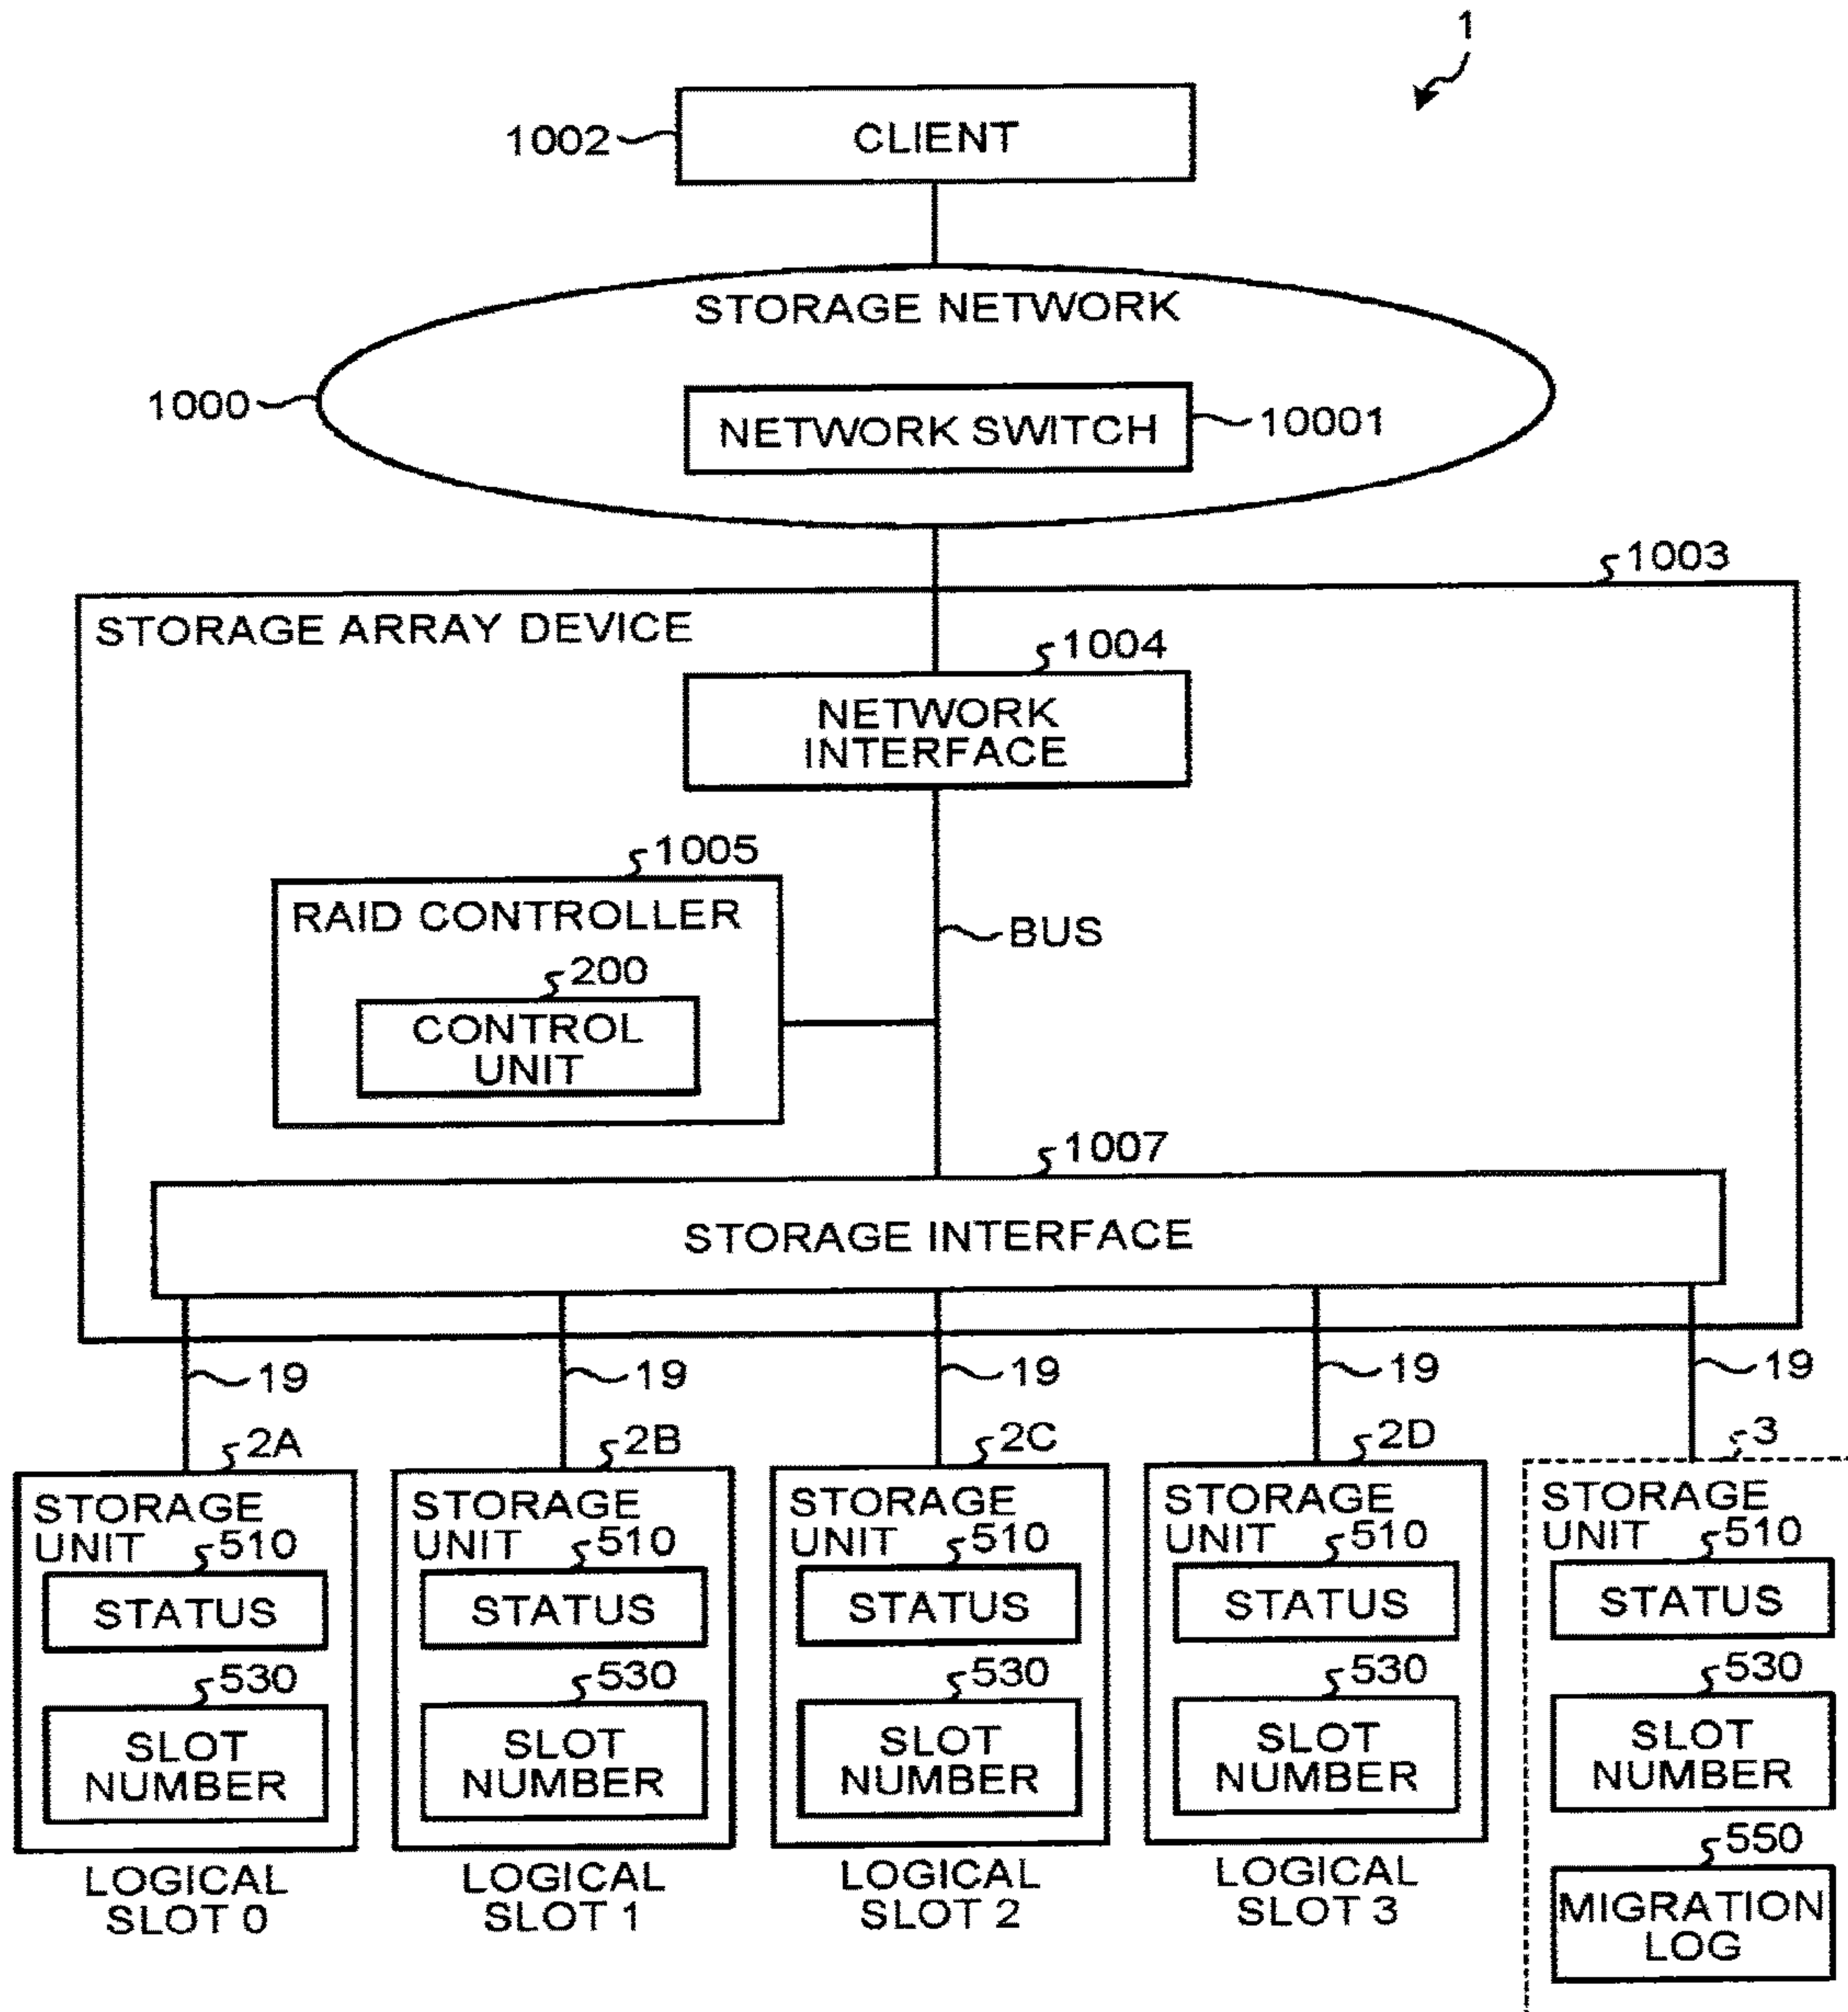 1
1002
CLIENT
STORAGE NETWORK
1000
NETWORK SWITCH
10001
1003
STORAGE ARRAY DEVICE
1004
NETWORK
INTERFACE
1005
RAID CONTROLLER
BUS
200
CONTROL
UNIT
1007
STORAGE INTERFACE
19
19
19
19
19
2A
STORAGE
UNIT
510
STATUS
530
SLOT
NUMBER
LOGICAL
SLOT 0
2B
STORAGE
UNIT
510
STATUS
530
SLOT
NUMBER
LOGICAL
SLOT 1
2C
STORAGE
UNIT
510
STATUS
530
SLOT
NUMBER
LOGICAL
SLOT 2
2D
STORAGE
UNIT
510
STATUS
530
SLOT
NUMBER
LOGICAL
SLOT 3
3
STORAGE
UNIT
510
STATUS
530
SLOT
NUMBER
550
MIGRATION
LOG